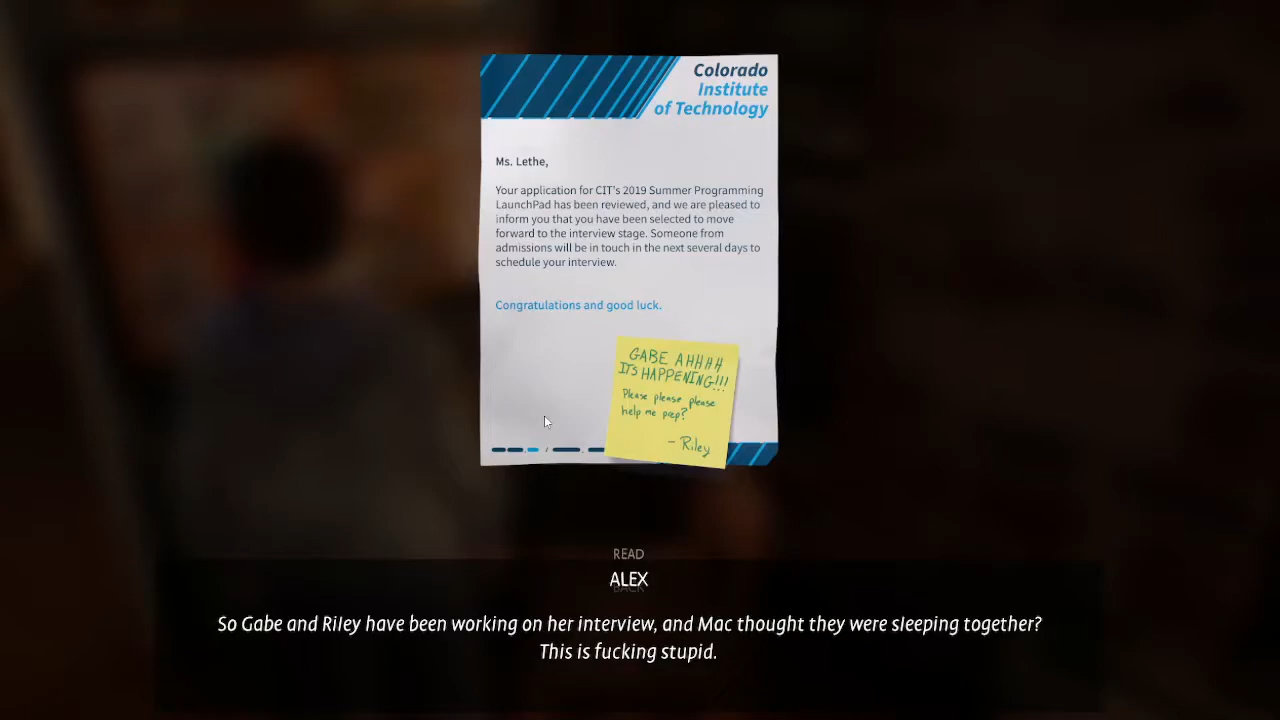 Colorado
Institute
of Technology
Ms. Lethe,
Your application for CIT's 2019 Summer Programming
LaunchPad has been reviewed, and we are pleased to
inform you that you have been selected to move
forward to the interview stage. Someone from
admissions will be in touch in the next several days to
schedule your interview.
Congratulations and good luck.
GABE AHHHH
ITS HAPPENING!!!
Please please please
help me prep?
- Riley
READ
ALEX
BACK
So Gabe and Riley have been working on her interview, and Mac thought they were sleeping together?
This is fucking stupid.